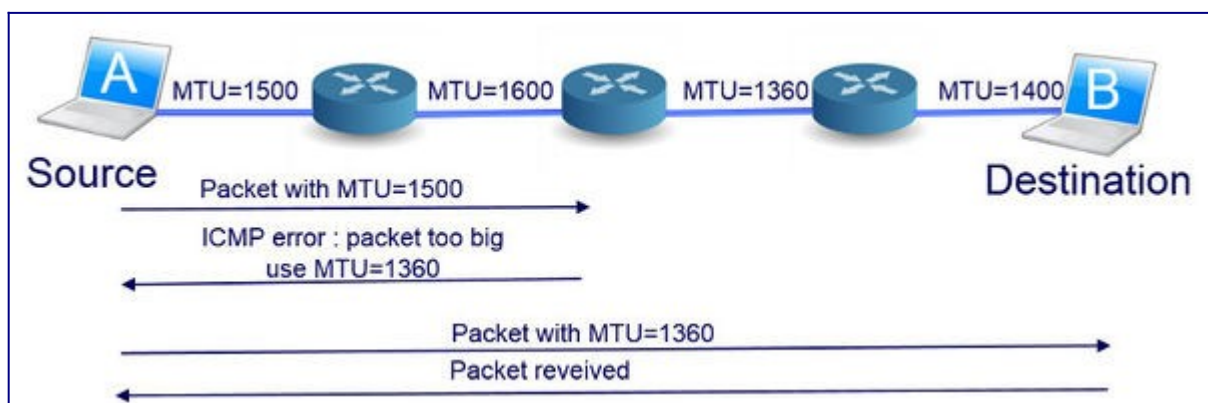 A
MTU=1500
MTU=1600
MTU=1360
MTU=1400
B
Source
Destination
Packet with MTU=1500
ICMP error : packet too big
use MTU=1360
Packet with MTU=1360
Packet reveived